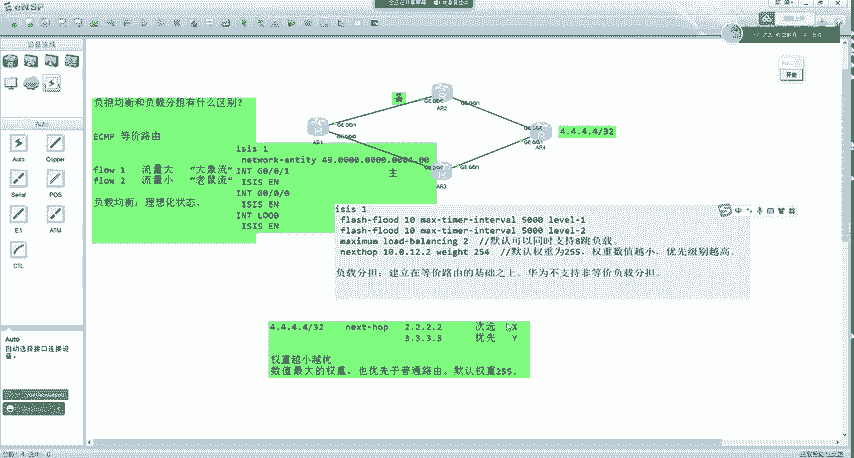 eNSP
Auto
Auto
Copper
Serial
POS
E1
ATM
CTL
Auto
自动选择接口连接设备。
负担均衡和负载分担有什么区别?
ECMP 等价路由
flow 1 流量大 "大象流"
flow 2 流量小 "老鼠流"
负载均衡:理想化状态、
isis 1
network-entity 49.0000.0000.0004.00
INT G0/0/1
ISIS EN
INT G0/0/0
ISIS EN
INT LOO0
ISIS EN
主
备
AR1
AR2
AR3
AR4
4.4.4.4/32
开始
isis 1
flash-flood 10 max-timer-interval 5000 level-1
flash-flood 10 max-timer-interval 5000 level-2
maximum load-balancing 2 //默认可以同时支持8跳负载。
nexthop 10.0.12.2 weight 254 //默认权重为255,权重数值越小,优先级别越高。
负载分担:建立在等价路由的基础之上。华为不支持非等价负载分担。
4.4.4.4/32 next-hop 2.2.2.2 次选 X
3.3.3.3 优先 Y
权重越小越优
数值最大的权重,也优先于普通路由。默认权重255.